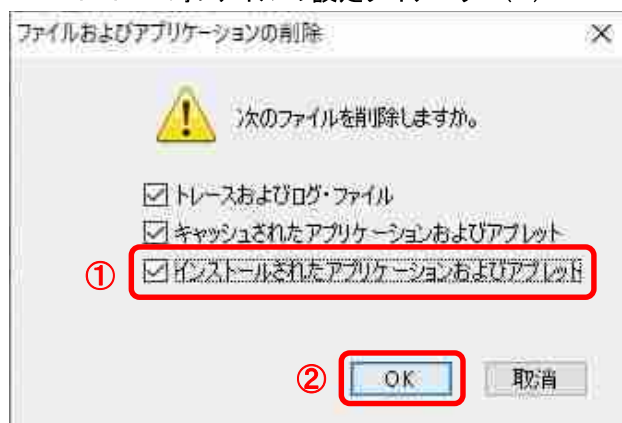 ファイルおよびアプリケーションの削除 ×
次のファイルを削除しますか。
トレースおよびログ・ファイル
キャッシュされたアプリケーションおよびアプレット
① インストールされたアプリケーションおよびアプレット
② OK 取消